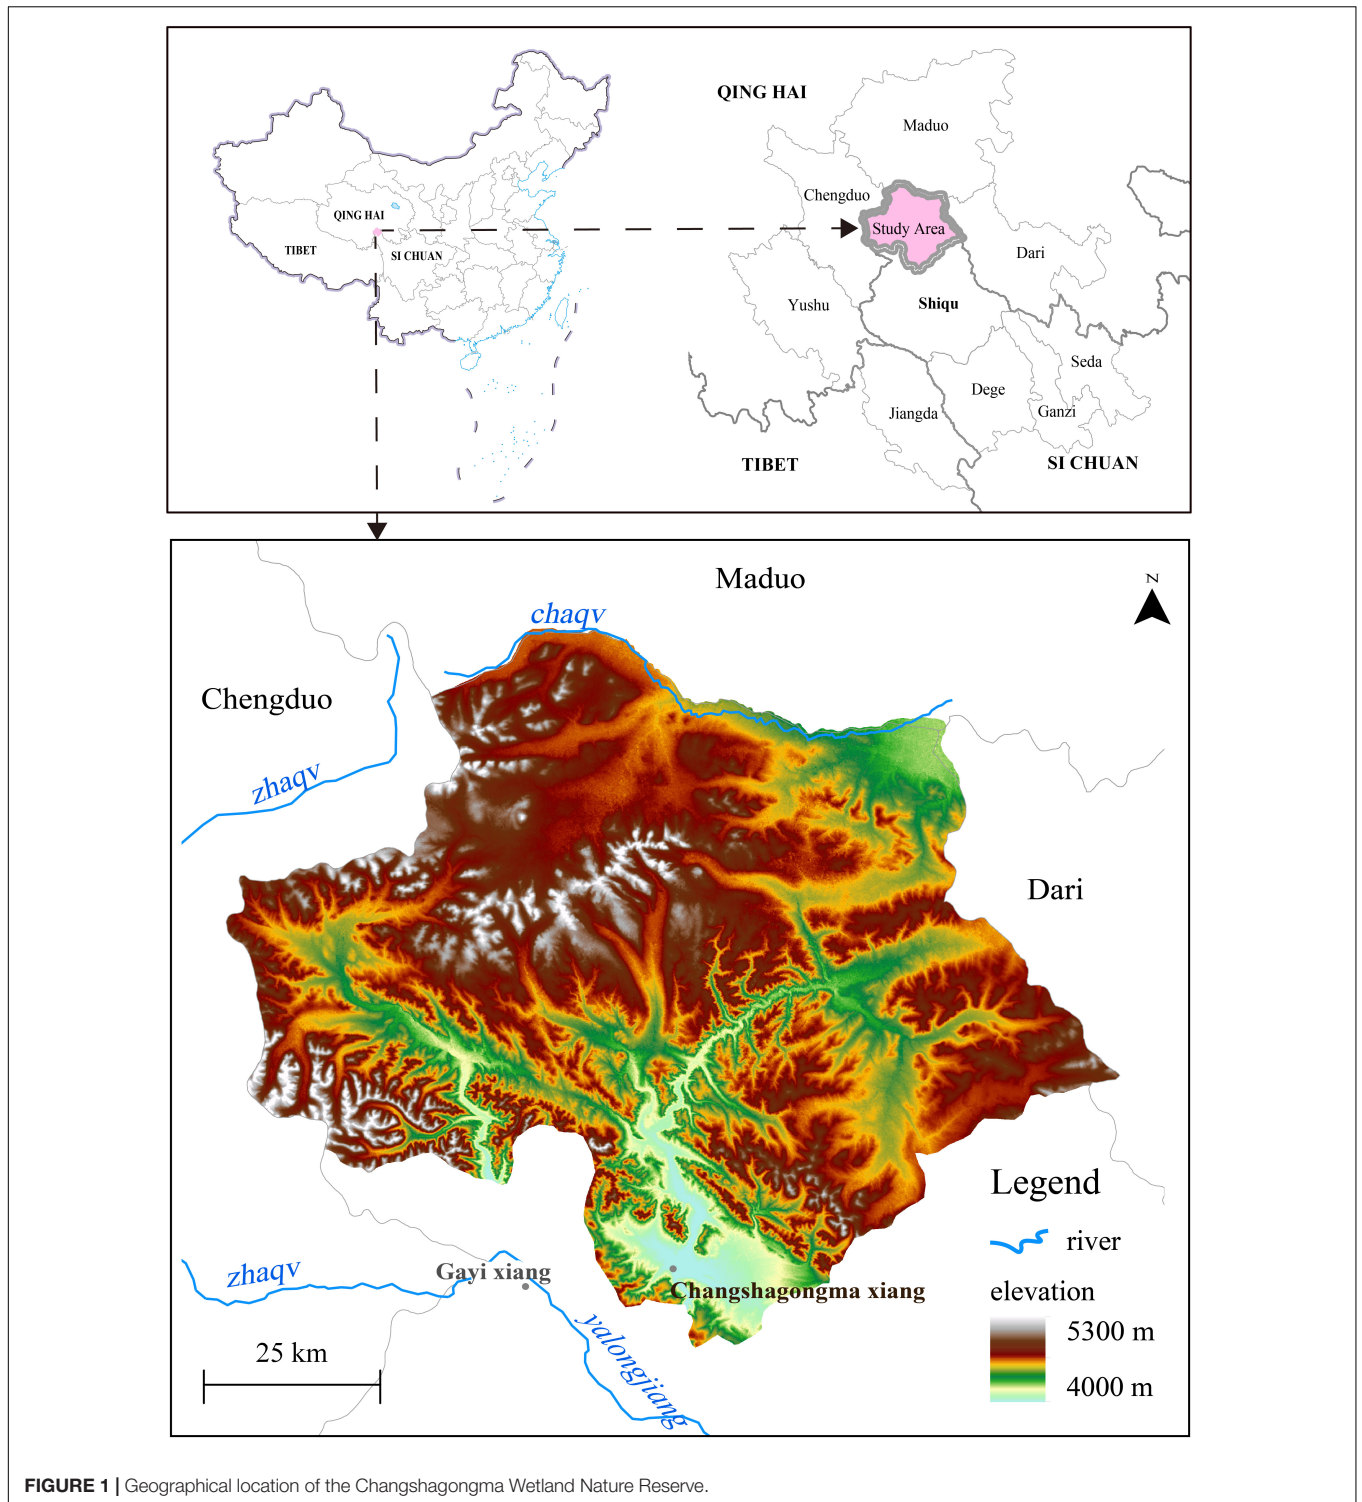 QING HAI
TIBET
SI CHUAN
QING HAI
Maduo
Chengduo
Study Area
Dari
Yushu
Shiqu
Seda
Dege
Jiangda
Ganzi
TIBET
SI CHUAN
Maduo
N
chaqv
Chengduo
zhaqv
Dari
Legend
river
zhaqv
Gayi xiang
Changshagongma xiang
elevation
5300 m
yalongjiang
25 km
4000 m
FIGURE 1 | Geographical location of the Changshagongma Wetland Nature Reserve.